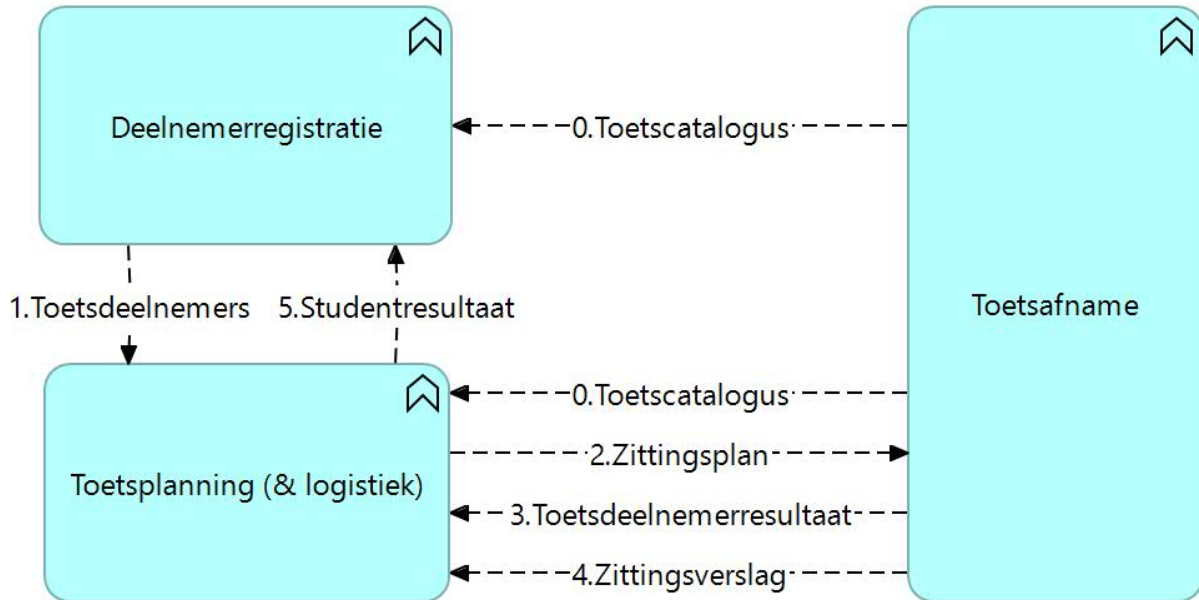 Deelnemerregistratie
0.Toetscatalogus
1.Toetsdeelnemers
5.Studentresultaat
Toetsafname
0.Toetscatalogus
2.Zittingsplan
Toetsplanning (& logistiek)
3.Toetsdeelnemerresultaat
4.Zittingsverslag